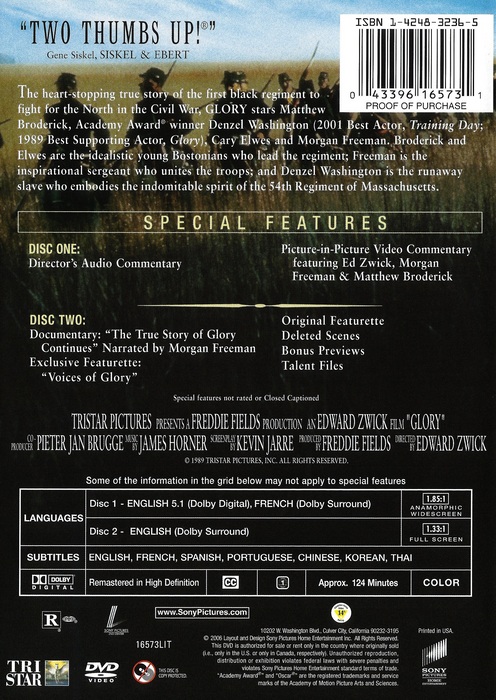 "TWO THUMBS UP!®"
Gene Siskel, SISKEL & EBERT
ISBN 1-4248-3236-5
0 43396 16573 1
PROOF OF PURCHASE
The heart-stopping true story of the first black regiment to
fight for the North in the Civil War, GLORY stars Matthew
Broderick, Academy Award® winner Denzel Washington (2001 Best Actor, Training Day;
1989 Best Supporting Actor, Glory), Cary Elwes and Morgan Freeman. Broderick and
Elwes are the idealistic young Bostonians who lead the regiment; Freeman is the
inspirational sergeant who unites the troops; and Denzel Washington is the runaway
slave who embodies the indomitable spirit of the 54th Regiment of Massachusetts.
SPECIAL FEATURES
DISC ONE:
Director's Audio Commentary
Picture-in-Picture Video Commentary
featuring Ed Zwick, Morgan
Freeman & Matthew Broderick
DISC TWO:
Documentary: "The True Story of Glory
Continues" Narrated by Morgan Freeman
Exclusive Featurette:
"Voices of Glory"
Original Featurette
Deleted Scenes
Bonus Previews
Talent Files
Special features not rated or Closed Captioned
TRISTAR PICTURES PRESENTS A FREDDIE FIELDS PRODUCTION AN EDWARD ZWICK FILM "GLORY"
CO-PRODUCER PIETER JAN BRUGGE MUSIC BY JAMES HORNER SCREENPLAY BY KEVIN JARRE PRODUCED BY FREDDIE FIELDS DIRECTED BY EDWARD ZWICK
© 1989 TRISTAR PICTURES, INC. ALL RIGHTS RESERVED.
Some of the information in the grid below may not apply to special features
LANGUAGES
Disc 1 - ENGLISH 5.1 (Dolby Digital), FRENCH (Dolby Surround)
1.85:1
ANAMORPHIC
WIDESCREEN
Disc 2 - ENGLISH (Dolby Surround)
1.33:1
FULL SCREEN
SUBTITLES
ENGLISH, FRENCH, SPANISH, PORTUGUESE, CHINESE, KOREAN, THAI
DOLBY
DIGITAL
Remastered in High Definition
CC
1
Approx. 124 Minutes
COLOR
R
www.SonyPictures.com
14
16573LIT
10202 W. Washington Blvd., Culver City, California 90232-3195
© 2006 Layout and Design Sony Pictures Home Entertainment Inc. All Rights Reserved.
This DVD is authorized for sale or rent only in the country where originally sold
(i.e., only in the U.S. or only in Canada, respectively). Unauthorized reproduction,
distribution or exhibition violates federal laws with severe penalties and
violates Sony Pictures Home Entertainment standard terms of trade.
"Academy Award®" and "Oscar®" are the registered trademarks and service
marks of the Academy of Motion Picture Arts and Sciences.
Printed in USA.
TRI
STAR
DVD
VIDEO
THIS DISC IS
COPY PROTECTED.
SONY
PICTURES